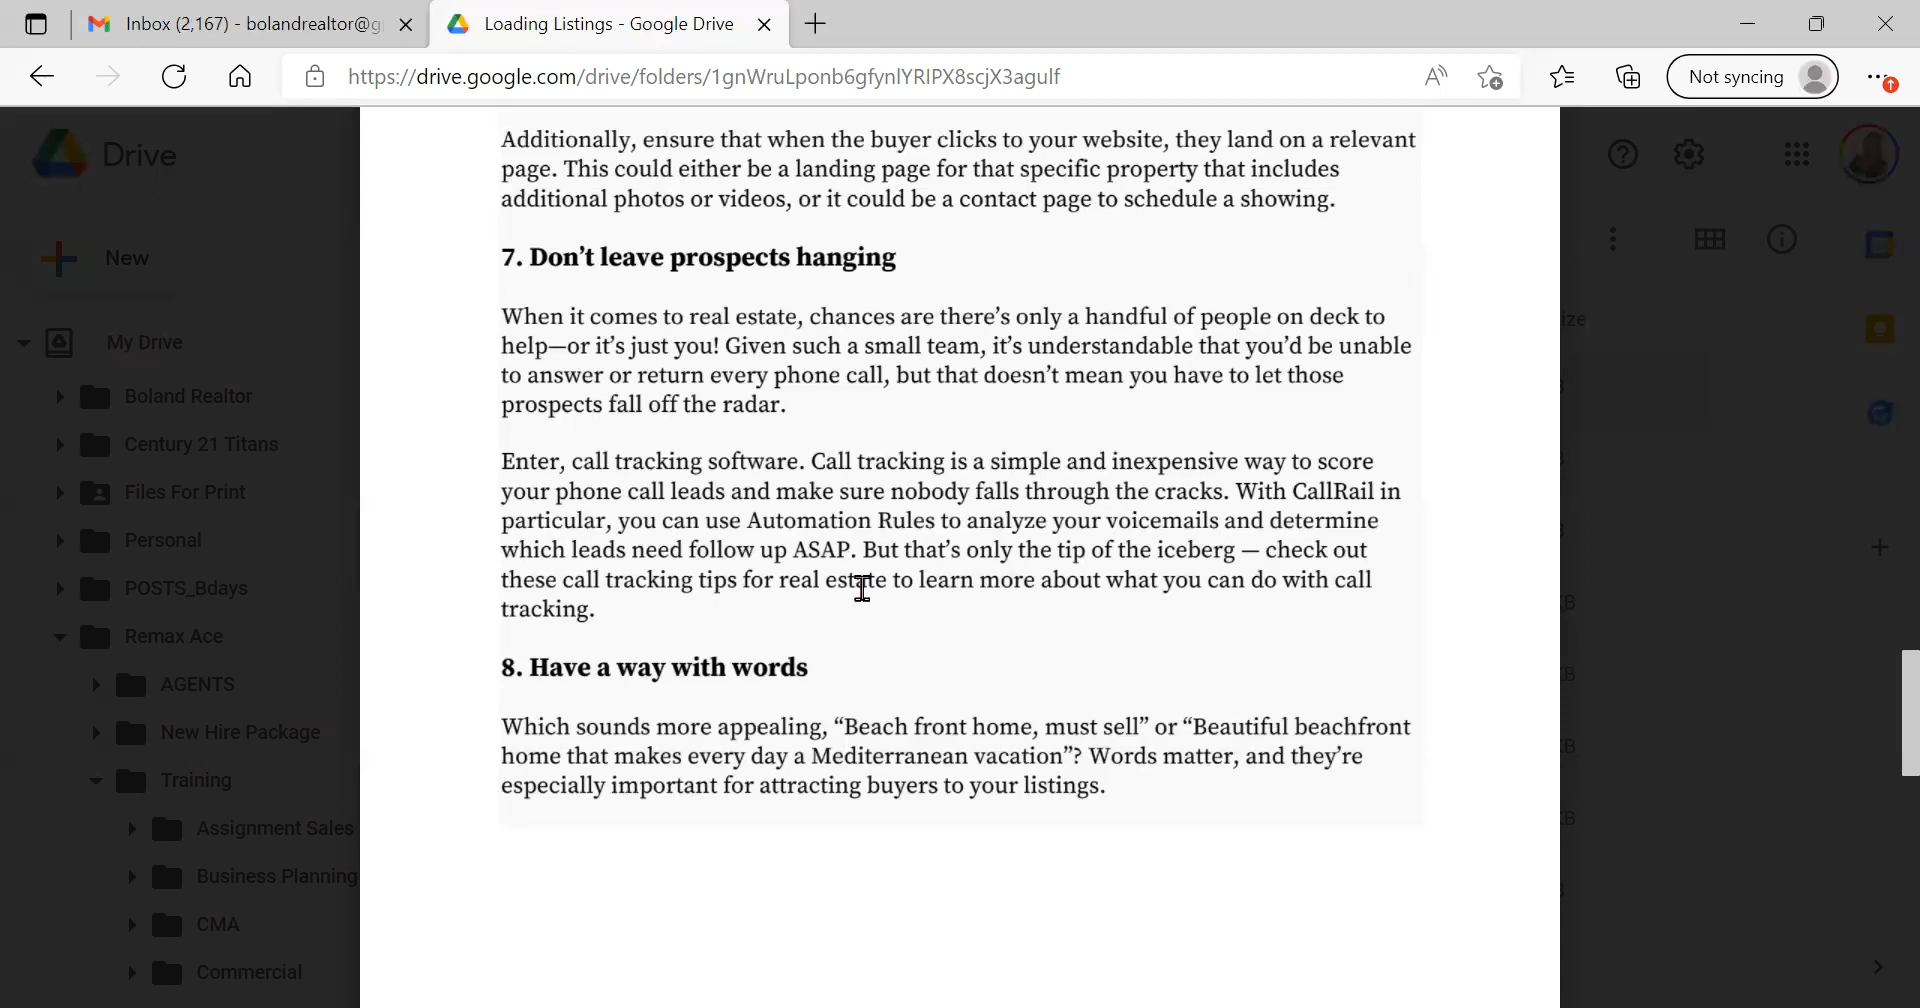 Inbox (2,167) - bolandrealtor@g
Loading Listings - Google Drive
https://drive.google.com/drive/folders/1gnWruLponb6gfynlYRIPX8scjX3agulf
Not syncing
Drive
New
My Drive
Boland Realtor
Century 21 Titans
Files For Print
Personal
POSTS_Bdays
Remax Ace
AGENTS
New Hire Package
Training
Assignment Sales
Business Planning
CMA
Commercial
Additionally, ensure that when the buyer clicks to your website, they land on a relevant
page. This could either be a landing page for that specific property that includes
additional photos or videos, or it could be a contact page to schedule a showing.
7. Don’t leave prospects hanging
When it comes to real estate, chances are there’s only a handful of people on deck to
help—or it’s just you! Given such a small team, it’s understandable that you’d be unable
to answer or return every phone call, but that doesn’t mean you have to let those
prospects fall off the radar.
Enter, call tracking software. Call tracking is a simple and inexpensive way to score
your phone call leads and make sure nobody falls through the cracks. With CallRail in
particular, you can use Automation Rules to analyze your voicemails and determine
which leads need follow up ASAP. But that’s only the tip of the iceberg — check out
these call tracking tips for real estate to learn more about what you can do with call
tracking.
8. Have a way with words
Which sounds more appealing, “Beach front home, must sell” or “Beautiful beachfront
home that makes every day a Mediterranean vacation”? Words matter, and they’re
especially important for attracting buyers to your listings.